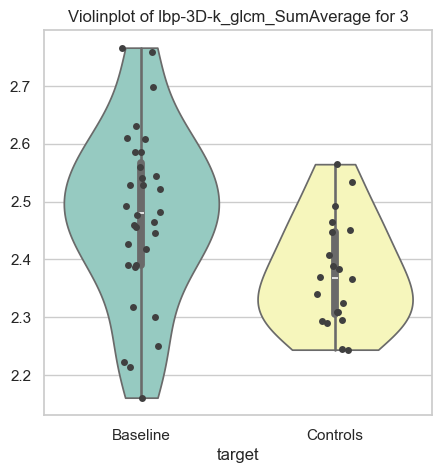 Violinplot of lbp-3D-k_glcm_SumAverage for 3
2.7
2.6
2.5
2.4
2.3
2.2
Baseline Controls
target